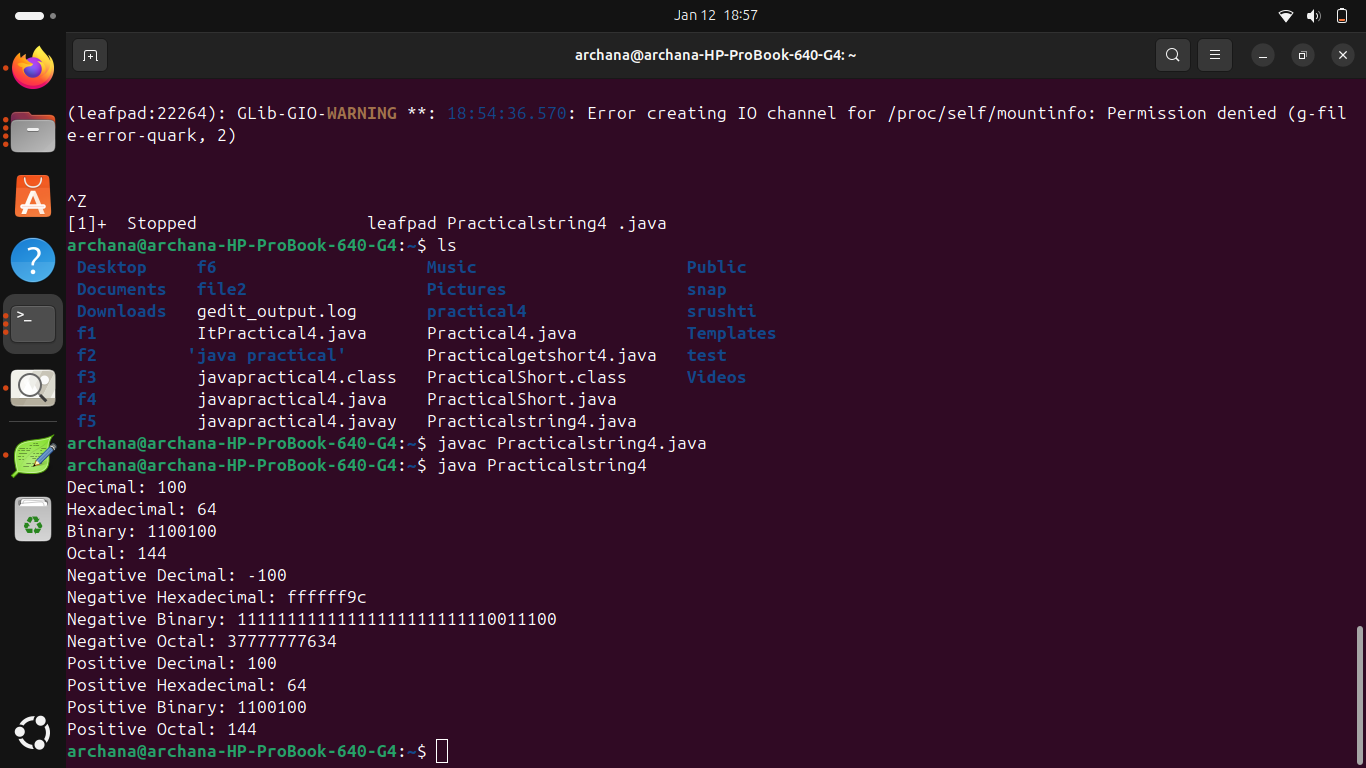 Jan 12 18:57
archana@archana-HP-ProBook-640-G4: ~
(leafpad:22264): GLib-GIO-WARNING **: 18:54:36.570: Error creating IO channel for /proc/self/mountinfo: Permission denied (g-fil
e-error-quark, 2)
^Z
[1]+  Stopped                 leafpad Practicalstring4 .java
archana@archana-HP-ProBook-640-G4:~$ ls
Desktop     f6                     Music                     Public
Documents   file2                  Pictures                  snap
Downloads   gedit_output.log       practical4                srushti
f1          ItPractical4.java      Practical4.java           Templates
f2         'java practical'        Practicalgetshort4.java   test
f3          javapractical4.class   PracticalShort.class      Videos
f4          javapractical4.java    PracticalShort.java
f5          javapractical4.javay   Practicalstring4.java
archana@archana-HP-ProBook-640-G4:~$ javac Practicalstring4.java
archana@archana-HP-ProBook-640-G4:~$ java Practicalstring4
Decimal: 100
Hexadecimal: 64
Binary: 1100100
Octal: 144
Negative Decimal: -100
Negative Hexadecimal: ffffff9c
Negative Binary: 11111111111111111111111110011100
Negative Octal: 37777777634
Positive Decimal: 100
Positive Hexadecimal: 64
Positive Binary: 1100100
Positive Octal: 144
archana@archana-HP-ProBook-640-G4:~$